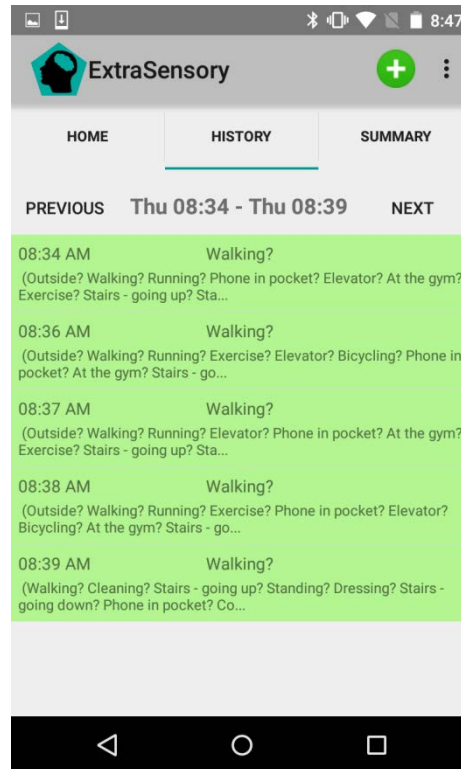 8:47
ExtraSensory
HOME HISTORY SUMMARY
PREVIOUS Thu 08:34 - Thu 08:39 NEXT
08:34 AM Walking?
(Outside? Walking? Running? Phone in pocket? Elevator? At the gym?
Exercise? Stairs - going up? Sta...
08:36 AM Walking?
(Outside? Walking? Running? Exercise? Elevator? Bicycling? Phone in
pocket? At the gym? Stairs - go...
08:37 AM Walking?
(Outside? Walking? Running? Elevator? Phone in pocket? At the gym?
Exercise? Stairs - going up? Sta...
08:38 AM Walking?
(Outside? Walking? Running? Exercise? Phone in pocket? Elevator?
Bicycling? At the gym? Stairs - go...
08:39 AM Walking?
(Walking? Cleaning? Stairs - going up? Standing? Dressing? Stairs -
going down? Phone in pocket? Co...